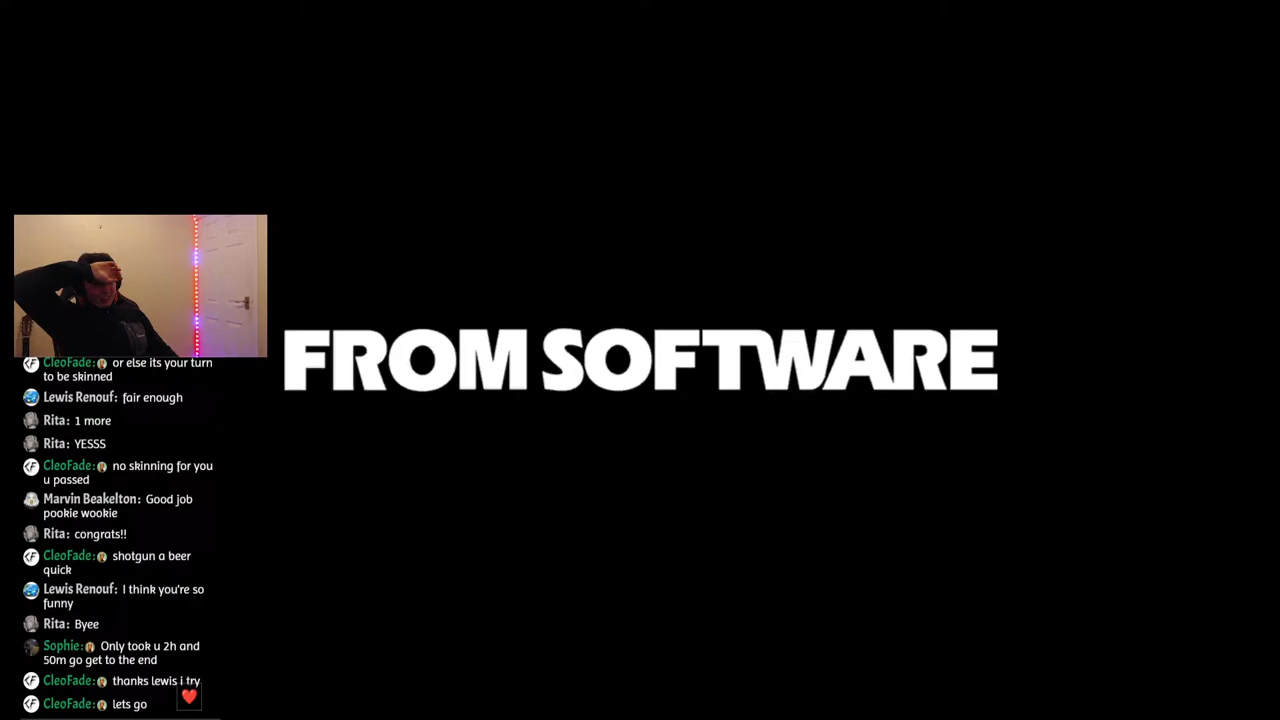 FROM SOFTWARE
CleoFade: or else its your turn
to be skinned
Lewis Renouf: fair enough
Rita: 1 more
Rita: YESSS
CleoFade: no skinning for you
u passed
Marvin Beakelton: Good job
pookie wookie
Rita: congrats!!
CleoFade: shotgun a beer
quick
Lewis Renouf: I think you're so
funny
Rita: Byee
Sophie: Only took u 2h and
50m go get to the end
CleoFade: thanks lewis i try
CleoFade: lets go